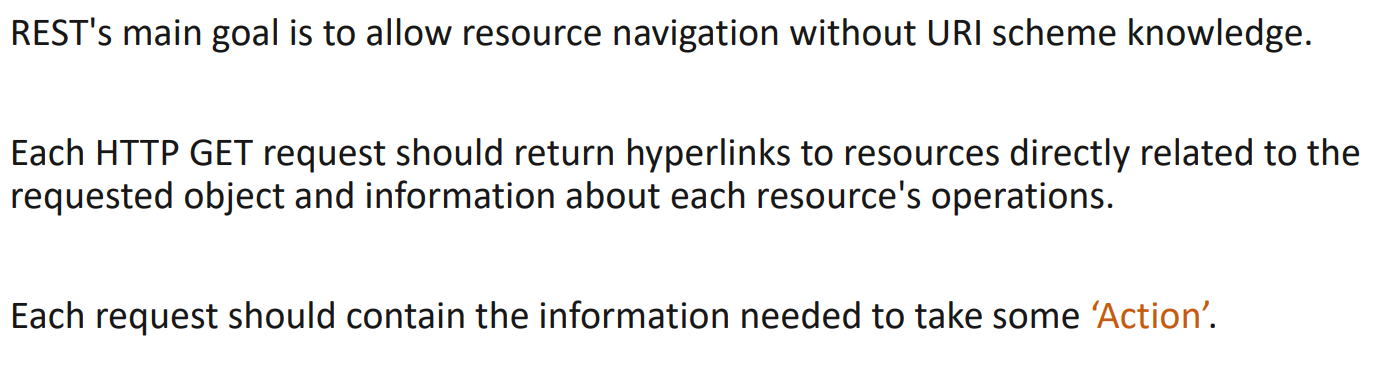 REST's main goal is to allow resource navigation without URI scheme knowledge.
Each HTTP GET request should return hyperlinks to resources directly related to the
requested object and information about each resource's operations.
Each request should contain the information needed to take some ‘Action’.